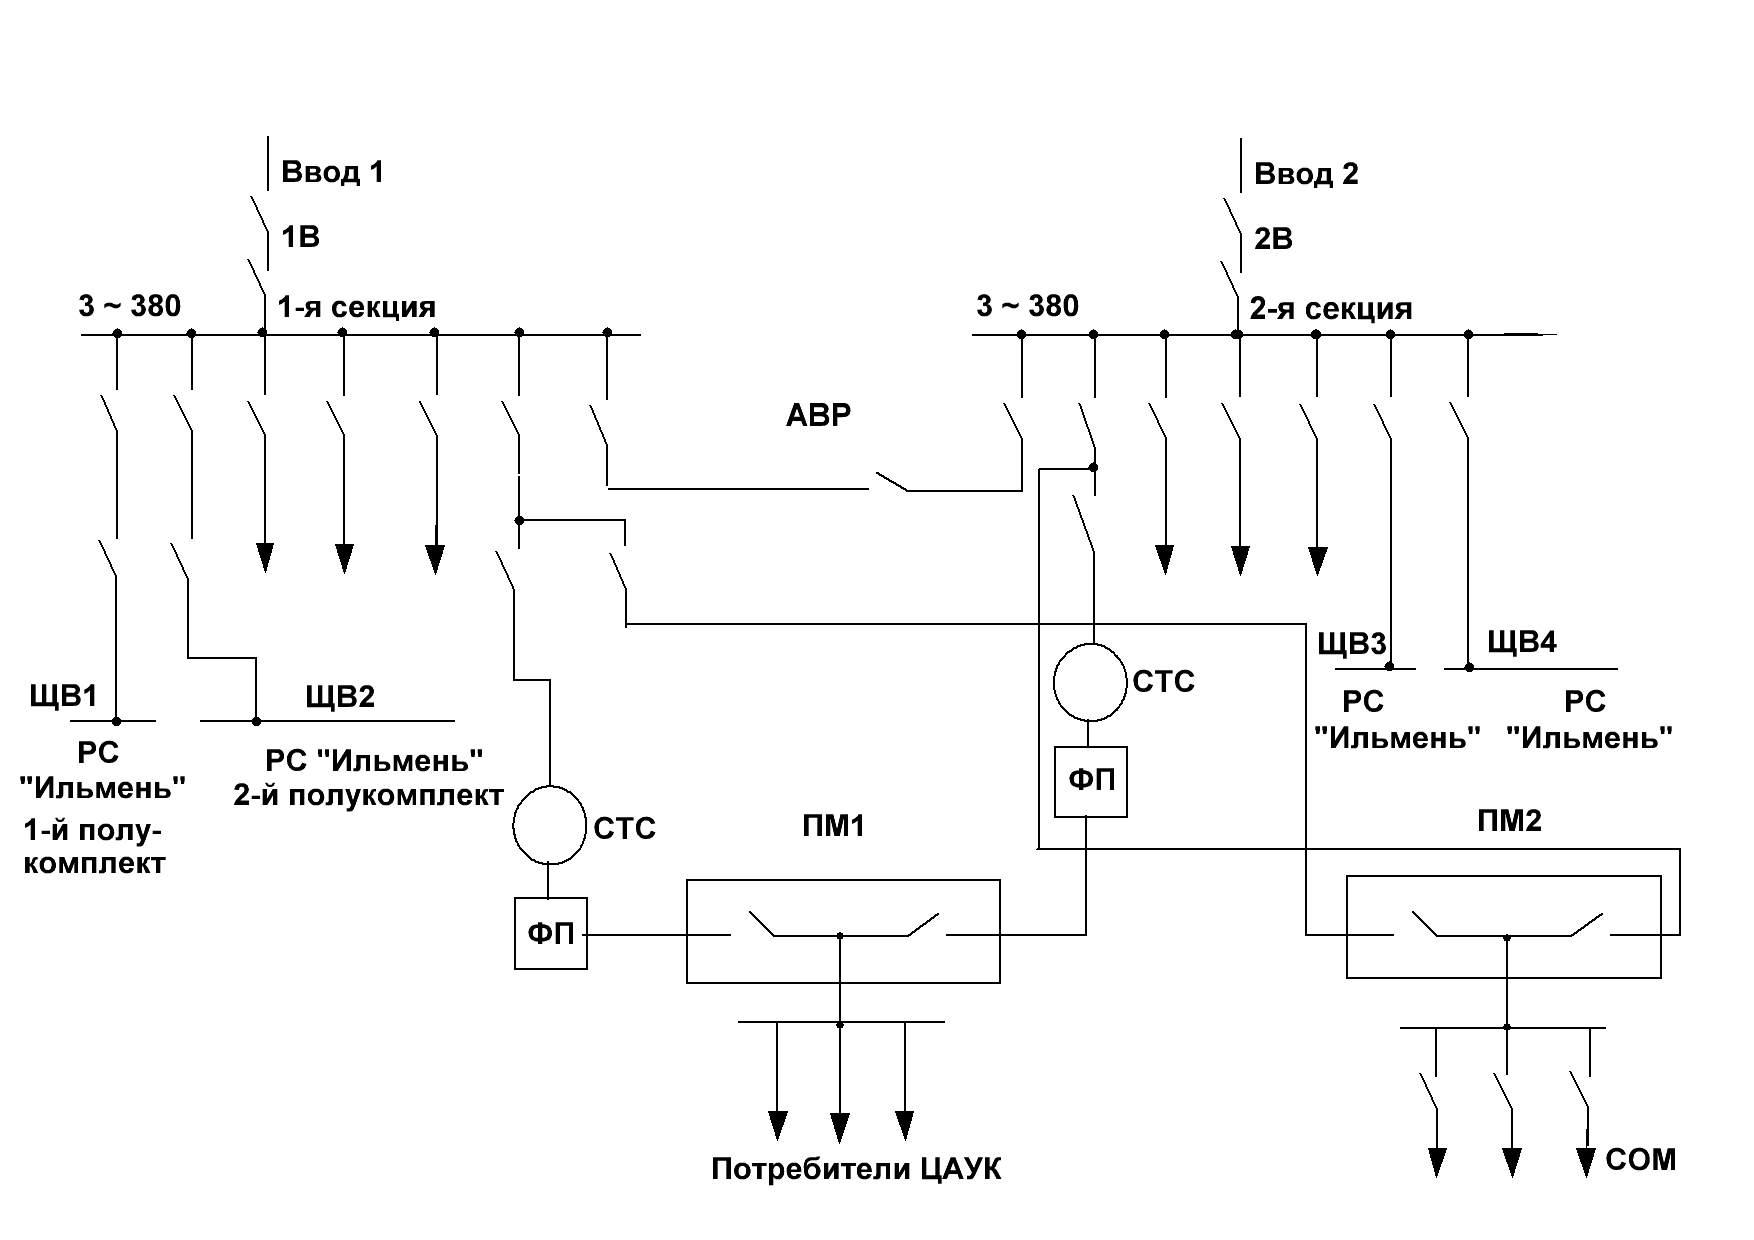 Ввод 1
Ввод 2
1В
2В
3 ~ 380
1-я секция
3 ~ 380
2-я секция
АВР
ЩВ1
ЩВ2
СТС
ЩВ3
ЩВ4
РС
"Ильмень"
1-й полу-
комплект
РС "Ильмень"
2-й полукомплект
РС
"Ильмень"
РС
"Ильмень"
ФП
СТС
ПМ1
ПМ2
ФП
Потребители ЦАУК
СОМ